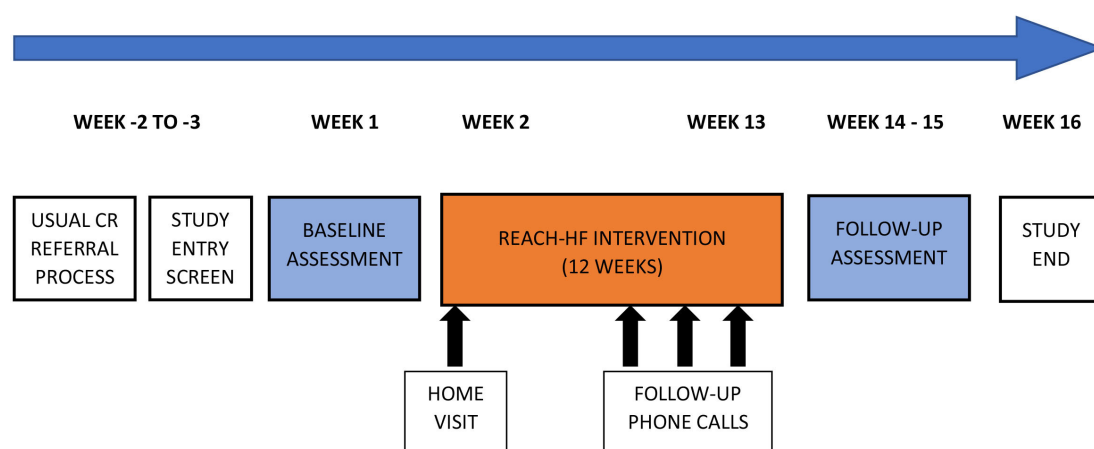 WEEK -2 TO -3
WEEK 1
WEEK 2
WEEK 13
WEEK 14 - 15
WEEK 16
USUAL CR
REFERRAL
PROCESS
STUDY
ENTRY
SCREEN
BASELINE
ASSESSMENT
REACH-HF INTERVENTION
(12 WEEKS)
FOLLOW-UP
ASSESSMENT
STUDY
END
HOME
VISIT
FOLLOW-UP
PHONE CALLS